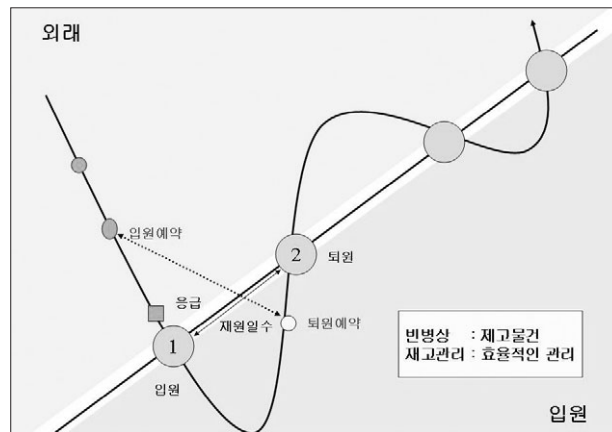 외래
입원예약
응급
1
입원
재원일수
2
퇴원
퇴원예약
빈병상 : 제고물건
재고관리 : 효율적인 관리
입원